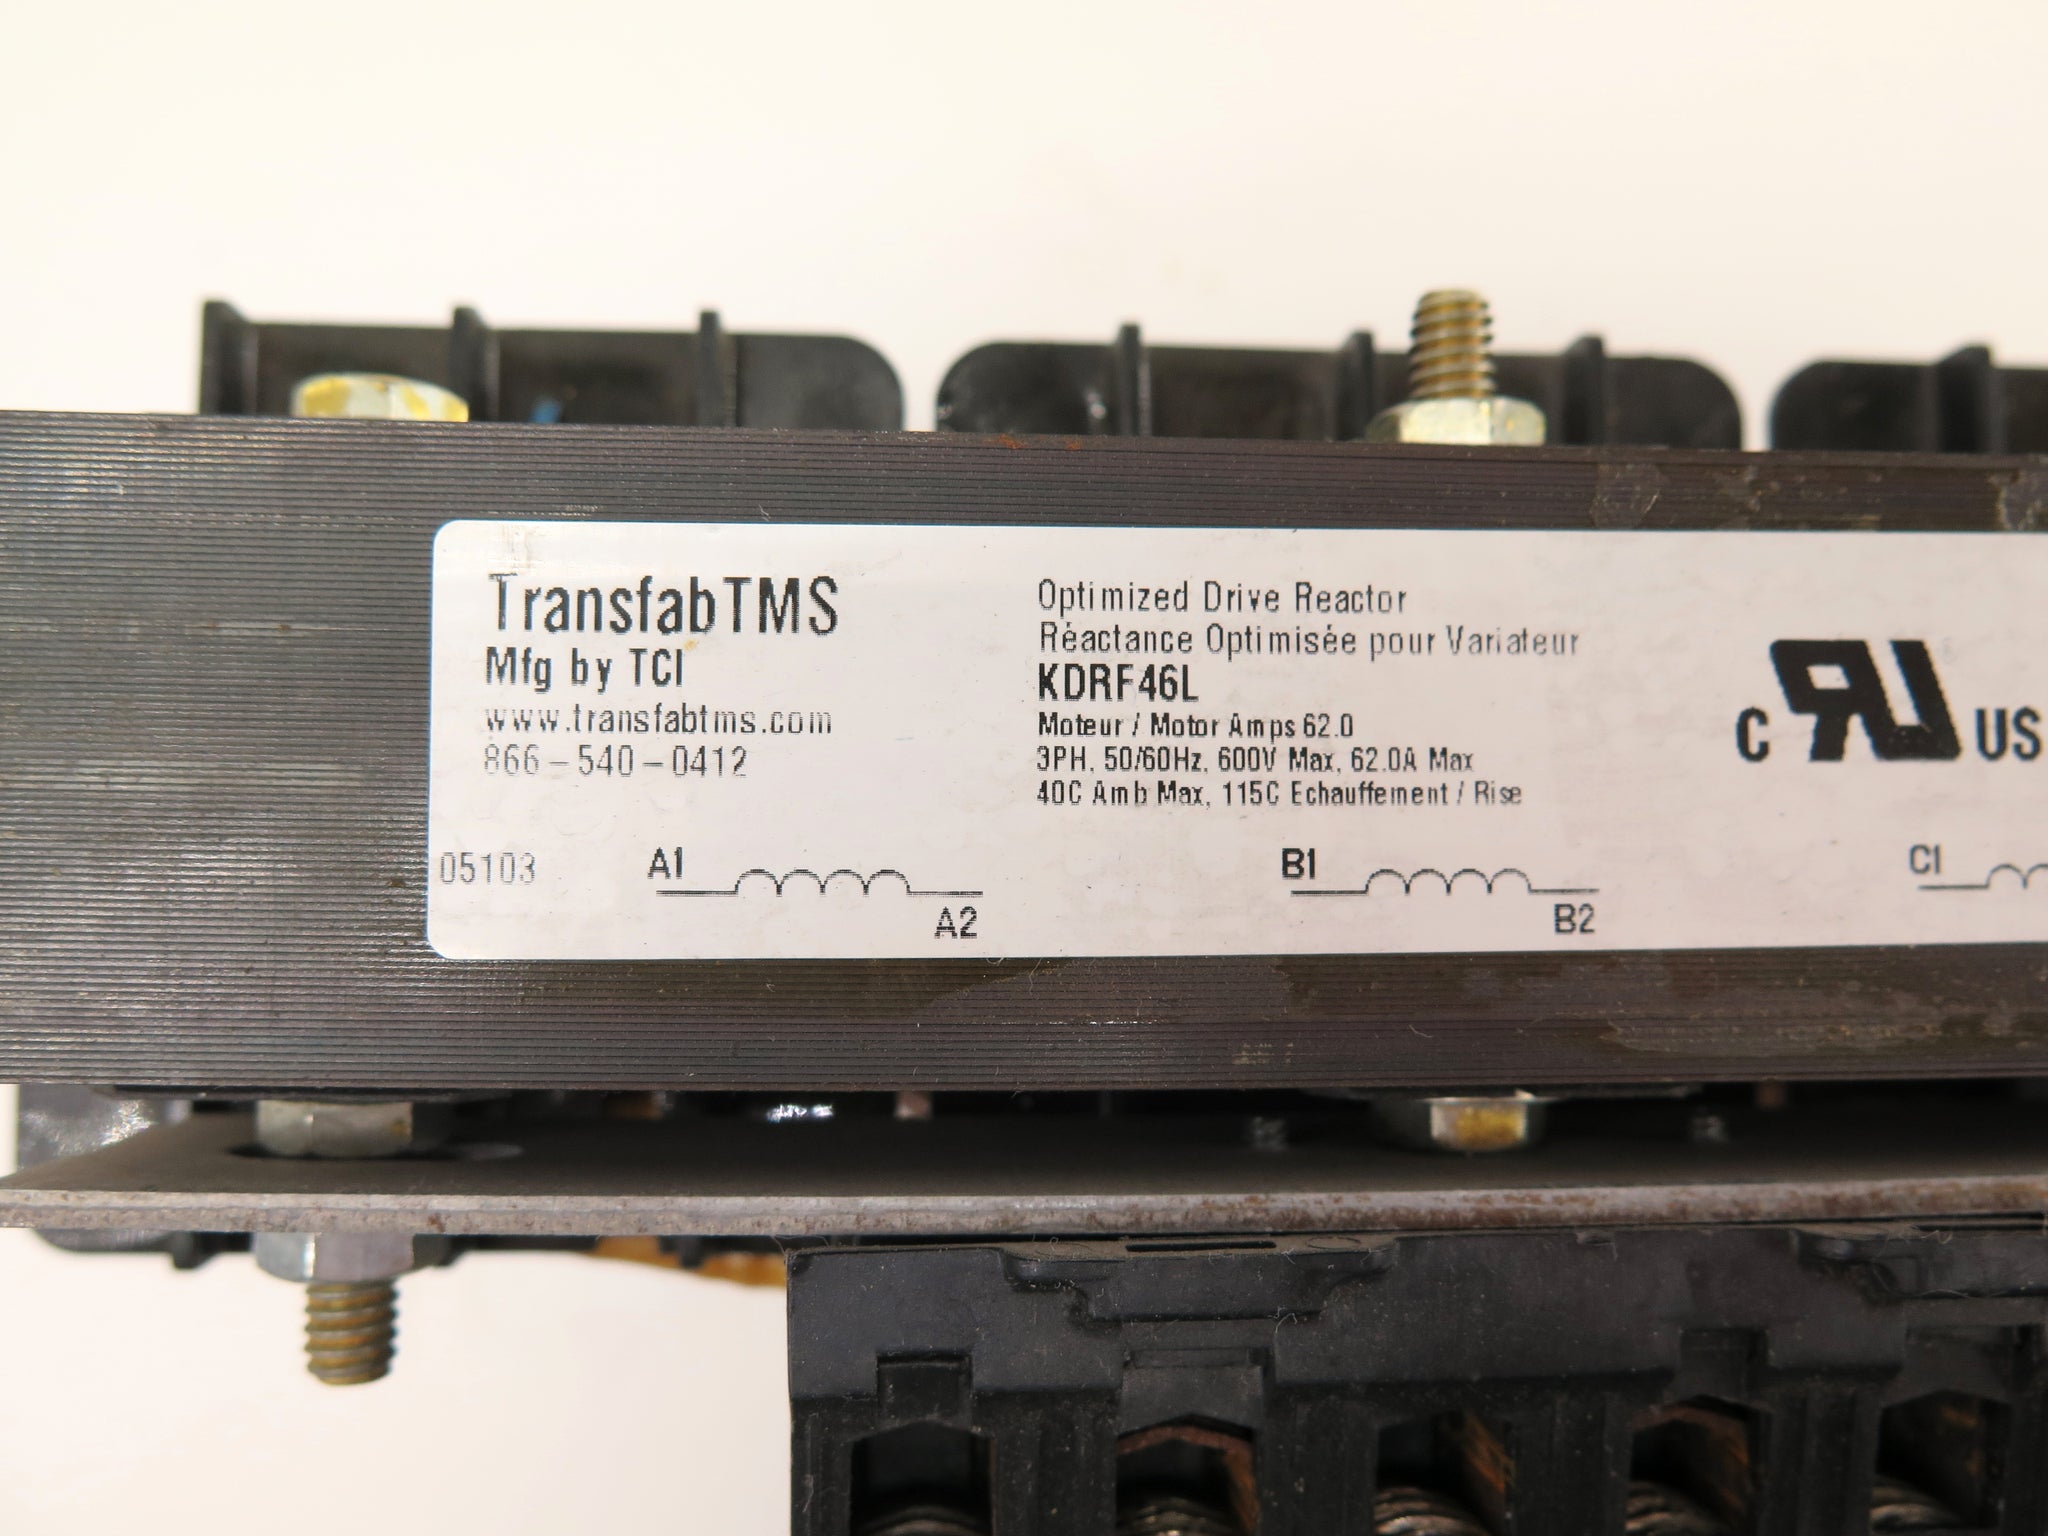 TransfabTMS
Mfg by TCI
www.transfabtms.com
866-540-0412
Optimized Drive Reactor
Réactance Optimisée pour Variateur
KDRF46L
Moteur / Motor Amps 62.0
3PH, 50/60Hz, 600V Max, 62.0A Max
40C Amb Max, 115C Echauffement / Rise
C RU US
05103
A1
A2
B1
B2
C1